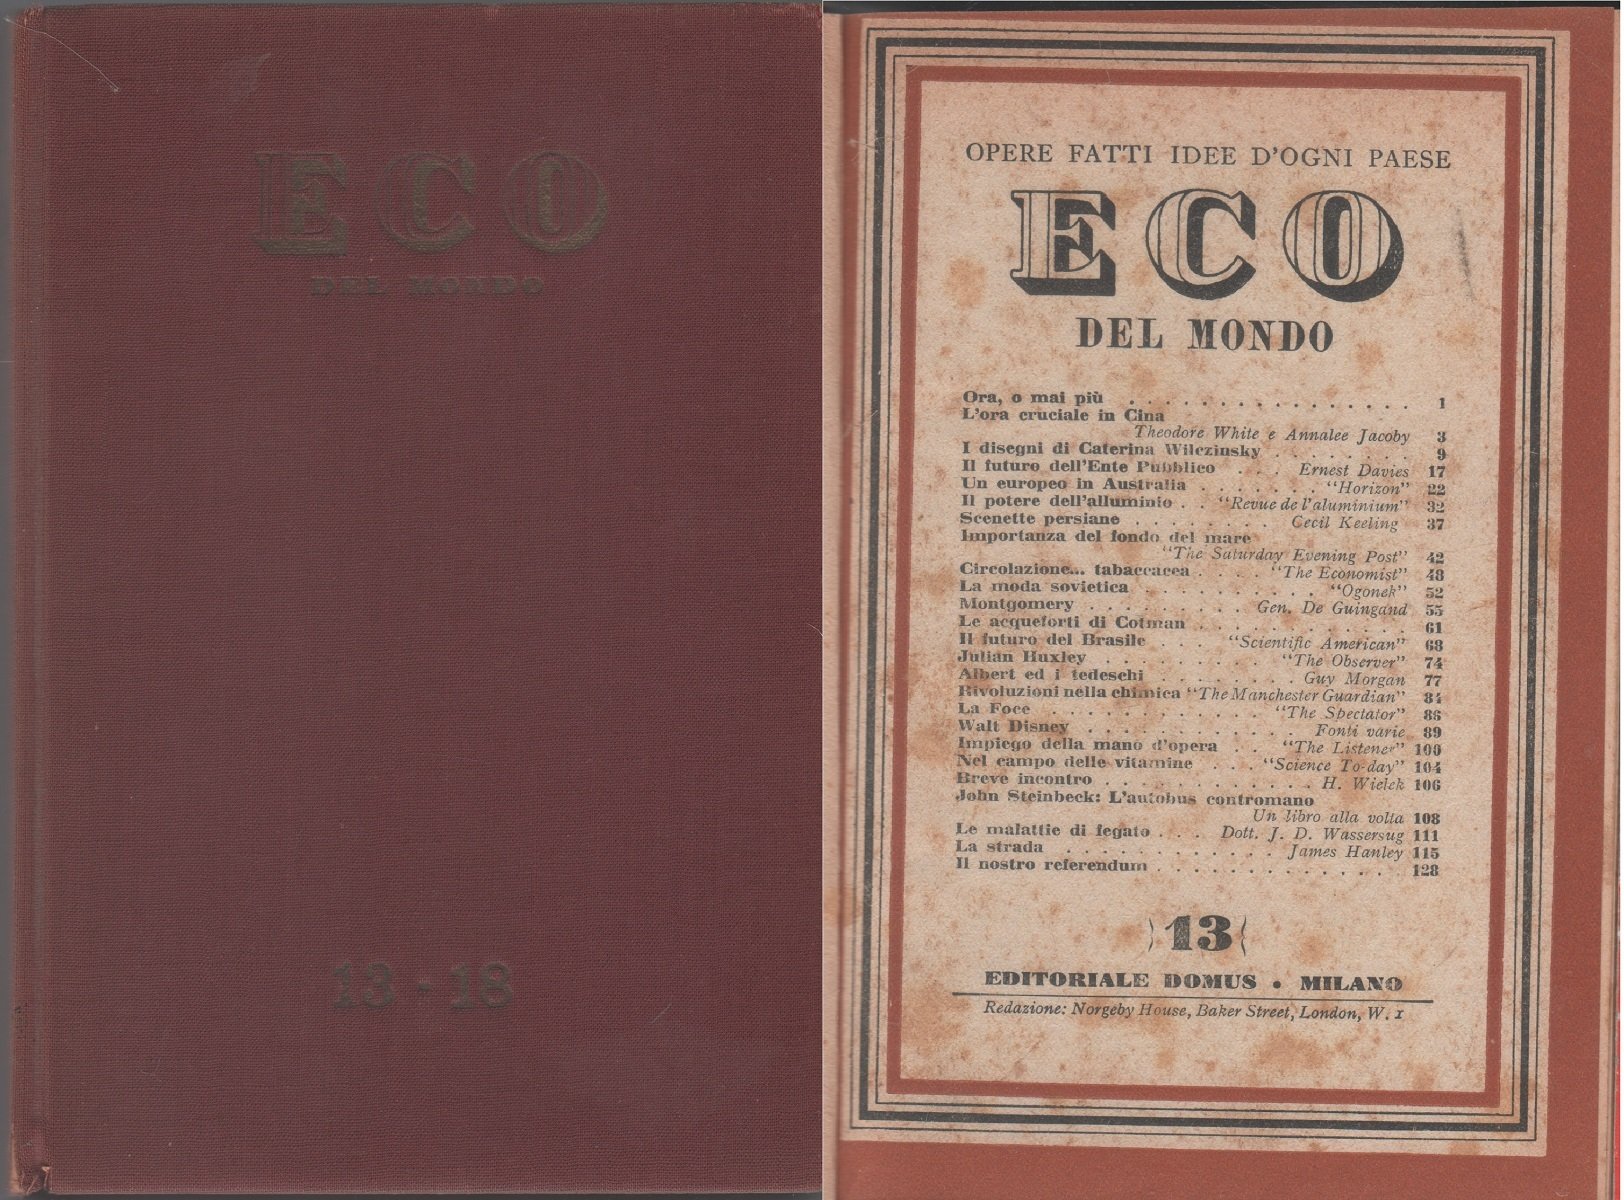 ECO
DEL MONDO
13 - 18
OPERE FATTI IDEE D'OGNI PAESE
ECO
DEL MONDO
Ora, o mai più . . . . . . . . . . . . . . . . 1
L'ora cruciale in Cina
Theodore White e Annalee Jacoby 3
I disegni di Caterina Wilczinsky . . . . . . . . 9
Il futuro dell'Ente Pubblico . . . Ernest Davies 17
Un europeo in Australia . . . . . . . "Horizon" 22
Il potere dell'alluminio . . "Revue de l'aluminium" 32
Scenette persiane . . . . . . . . Cecil Keeling 37
Importanza del fondo del mare
"The Saturday Evening Post" 42
Circolazione... tabaccacea . . . . "The Economist" 48
La moda sovietica . . . . . . . . . . "Ogonek" 52
Montgomery . . . . . . . . . Gen. De Guingand 55
Le acqueforti di Cotman . . . . . . . . . . . . 61
Il futuro del Brasile . . . "Scientific American" 68
Julian Huxley . . . . . . . . . . "The Observer" 74
Albert ed i tedeschi . . . . . . . . Guy Morgan 77
Rivoluzioni nella chimica "The Manchester Guardian" 84
La Foce . . . . . . . . . . . . "The Spectator" 86
Walt Disney . . . . . . . . . . . . Fonti varie 89
Impiego della mano d'opera . . "The Listener" 100
Nel campo delle vitamine . . . "Science To-day" 104
Breve incontro . . . . . . . . . . . . H. Wielek 106
John Steinbeck: L'autobus contromano
Un libro alla volta 108
Le malattie di fegato . . . Dott. J. D. Wassersug 111
La strada . . . . . . . . . . . . James Hanley 115
Il nostro referendum . . . . . . . . . . . . . 128
13
EDITORIALE DOMUS • MILANO
Redazione: Norgeby House, Baker Street, London, W. 1